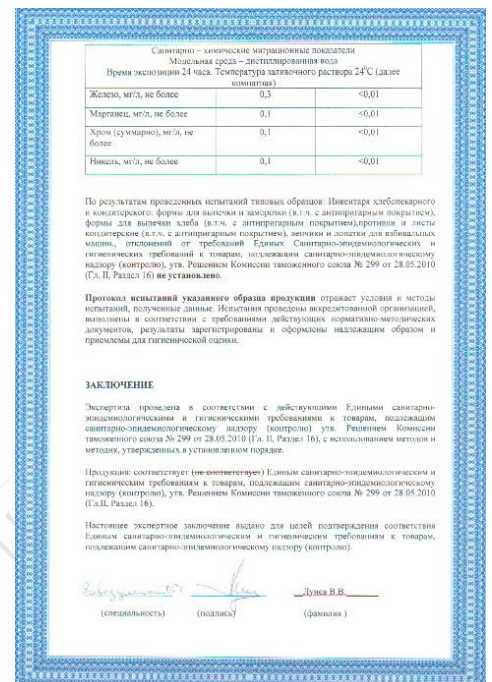 Санитарно – химические миграционные показатели
Модельная среда – дистиллированная вода
Время экспозиции 24 часа. Температура заливочного раствора 24⁰С (далее
комнатная)
Железо, мг/л, не более 0,3 <0,01
Марганец, мг/л, не более 0,1 <0,01
Хром (суммарно), мг/л, не 0,1 <0,01
более
Никель, мг/л, не более 0,1 <0,01
По результатам проведенных испытаний типовых образцов: Инвентаря хлебопекарного
и кондитерского: формы для выпечки и заморозки (в.т.ч. с антипригарным покрытием),
формы для выпечки хлеба (в.т.ч. с антипригарным покрытием),противни и листы
кондитерские (в.т.ч. с антипригарным покрытием), венчики и лопатки для взбивальных
машин., отклонений от требований Единых Санитарно-эпидемиологических и
гигиенических требований к товарам, подлежащим санитарно-эпидемиологическому
надзору (контролю), утв. Решением Комиссии таможенного союза № 299 от 28.05.2010
(Гл. II, Раздел 16) не установлено.
Протокол испытаний указанного образца продукции отражает условия и методы
испытаний, полученные данные. Испытания проведены аккредитованной организацией,
выполнены в соответствии с требованиями действующих нормативно-методических
документов, результаты зарегистрированы и оформлены надлежащим образом и
приемлемы для гигиенической оценки.
ЗАКЛЮЧЕНИЕ
Экспертиза проведена в соответствии с действующими Едиными санитарно-
эпидемиологическими и гигиеническими требованиями к товарам, подлежащим
санитарно-эпидемиологическому надзору (контролю) утв. Решением Комиссии
таможенного союза № 299 от 28.05.2010 (Гл. II, Раздел 16), с использованием методов и
методик, утвержденных в установленном порядке.
Продукция: соответствует (не соответствует) Единым санитарно-эпидемиологическим и
гигиеническим требованиям к товарам, подлежащим санитарно-эпидемиологическому
надзору (контролю), утв. Решением Комиссии таможенного союза № 299 от 28.05.2010
(Гл.II, Раздел 16).
Настоящее экспертное заключение выдано для целей подтверждения соответствия
Единым санитарно-эпидемиологическим и гигиеническим требованиям к товарам,
подлежащим санитарно-эпидемиологическому надзору (контролю).
Лунев В.В.
(специальность) (подпись) (фамилия )